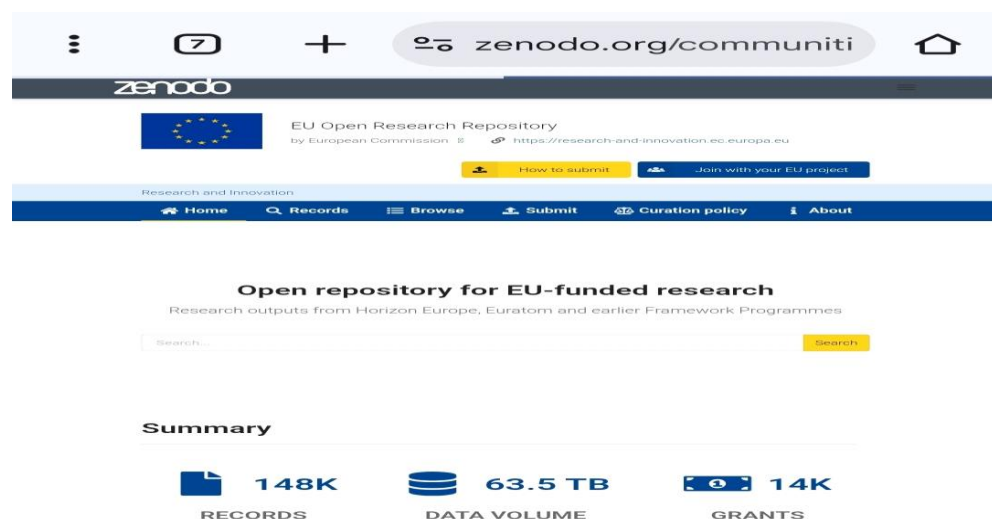 7
zenodo.org/communiti
zenodo
EU Open Research Repository
by European Commission https://research-and-innovation.ec.europa.eu
How to submit Join with your EU project
Research and Innovation
Home Records Browse Submit Curation policy About
Open repository for EU-funded research
Research outputs from Horizon Europe, Euratom and earlier Framework Programmes
Search... Search
Summary
148K 63.5 TB 14K
RECORDS DATA VOLUME GRANTS